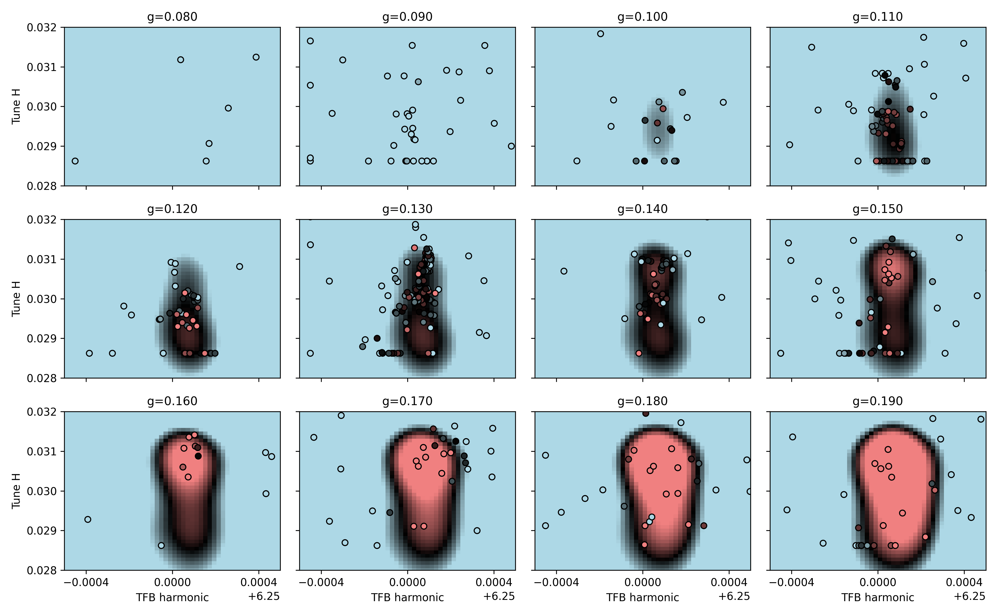 g=0.080 g=0.090 g=0.100 g=0.110
0.032
0.031
0.030
0.029
0.028
Tune H
g=0.120 g=0.130 g=0.140 g=0.150
0.032
0.031
0.030
0.029
0.028
Tune H
g=0.160 g=0.170 g=0.180 g=0.190
0.032
0.031
0.030
0.029
0.028
Tune H
−0.0004 0.0000 0.0004 −0.0004 0.0000 0.0004 −0.0004 0.0000 0.0004 −0.0004 0.0000 0.0004
TFB harmonic +6.25 TFB harmonic +6.25 TFB harmonic +6.25 TFB harmonic +6.25